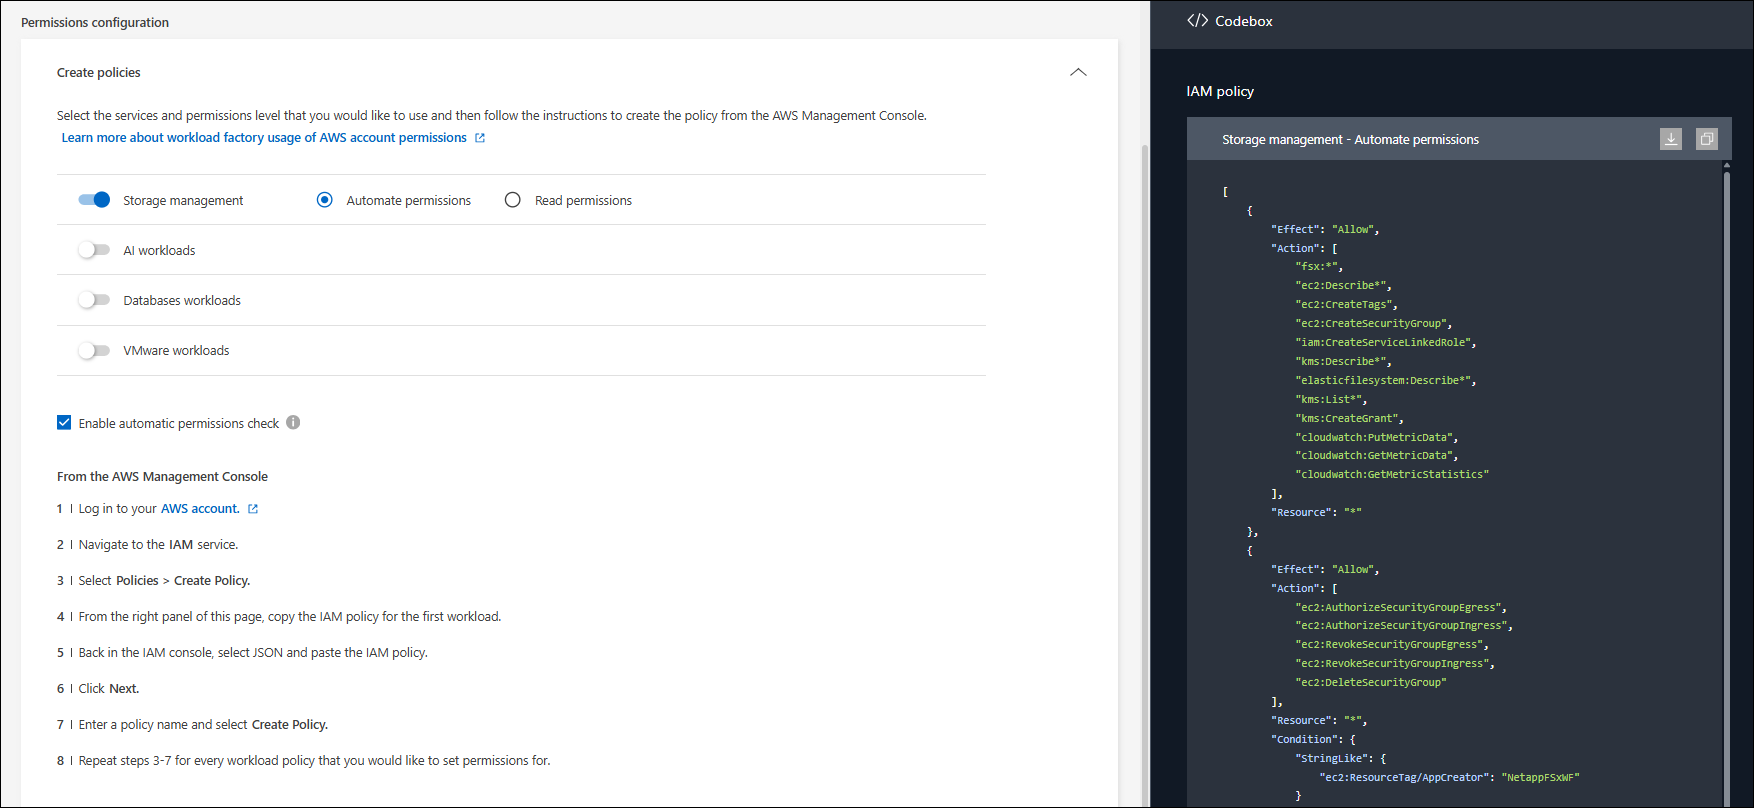 Permissions configuration
Create policies
Select the services and permissions level that you would like to use and then follow the instructions to create the policy from the AWS Management Console.
Learn more about workload factory usage of AWS account permissions
Storage management Automate permissions Read permissions
AI workloads
Databases workloads
VMware workloads
Enable automatic permissions check
From the AWS Management Console
1 | Log in to your AWS account.
2 | Navigate to the IAM service.
3 | Select Policies > Create Policy.
4 | From the right panel of this page, copy the IAM policy for the first workload.
5 | Back in the IAM console, select JSON and paste the IAM policy.
6 | Click Next.
7 | Enter a policy name and select Create Policy.
8 | Repeat steps 3-7 for every workload policy that you would like to set permissions for.
</> Codebox
IAM policy
Storage management - Automate permissions
[
{
"Effect": "Allow",
"Action": [
"fsx:*",
"ec2:Describe*",
"ec2:CreateTags",
"ec2:CreateSecurityGroup",
"iam:CreateServiceLinkedRole",
"kms:Describe*",
"elasticfilesystem:Describe*",
"kms:List*",
"kms:CreateGrant",
"cloudwatch:PutMetricData",
"cloudwatch:GetMetricData",
"cloudwatch:GetMetricStatistics"
],
"Resource": "*"
},
{
"Effect": "Allow",
"Action": [
"ec2:AuthorizeSecurityGroupEgress",
"ec2:AuthorizeSecurityGroupIngress",
"ec2:RevokeSecurityGroupEgress",
"ec2:RevokeSecurityGroupIngress",
"ec2:DeleteSecurityGroup"
],
"Resource": "*",
"Condition": {
"StringLike": {
"ec2:ResourceTag/AppCreator": "NetappFSxWF"
}